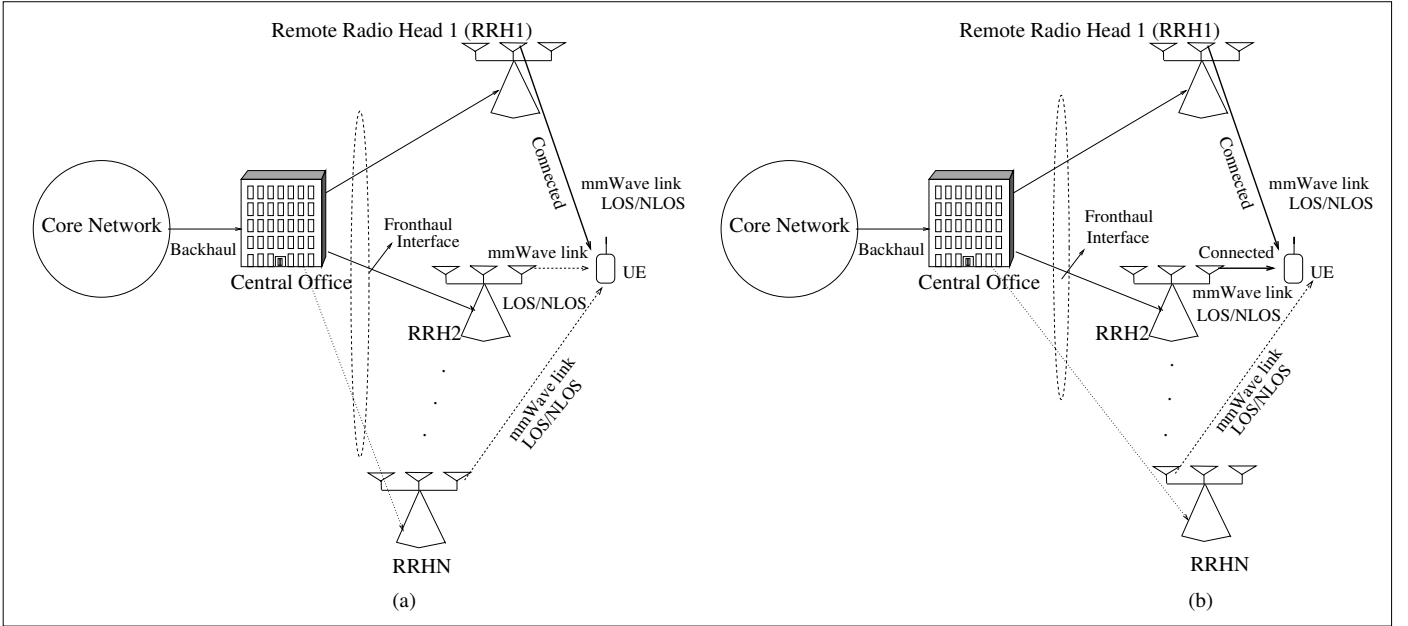 Remote Radio Head 1 (RRH1)
Connected
mmWave link
LOS/NLOS
Core Network
Backhaul
Fronthaul
Interface
mmWave link
UE
Central Office
LOS/NLOS
RRH2
mmWave link
LOS/NLOS
RRHN
(a)
Remote Radio Head 1 (RRH1)
Connected
mmWave link
LOS/NLOS
Core Network
Backhaul
Fronthaul
Interface
Connected
UE
Central Office
mmWave link
LOS/NLOS
RRH2
mmWave link
LOS/NLOS
RRHN
(b)